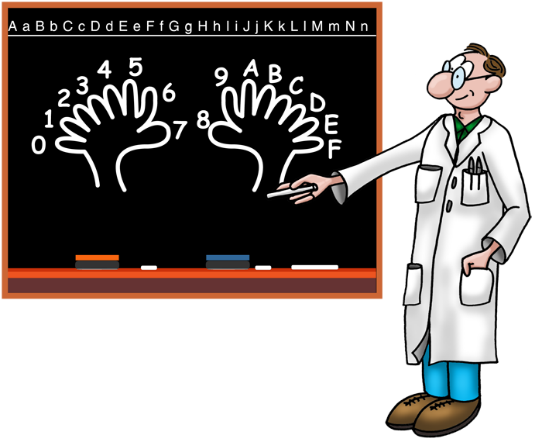 AaBbCcDdEeFfGgHhIiJjKkLlMmNn
0 1 2 3 4 5 6 7
8 9 A B C D E F